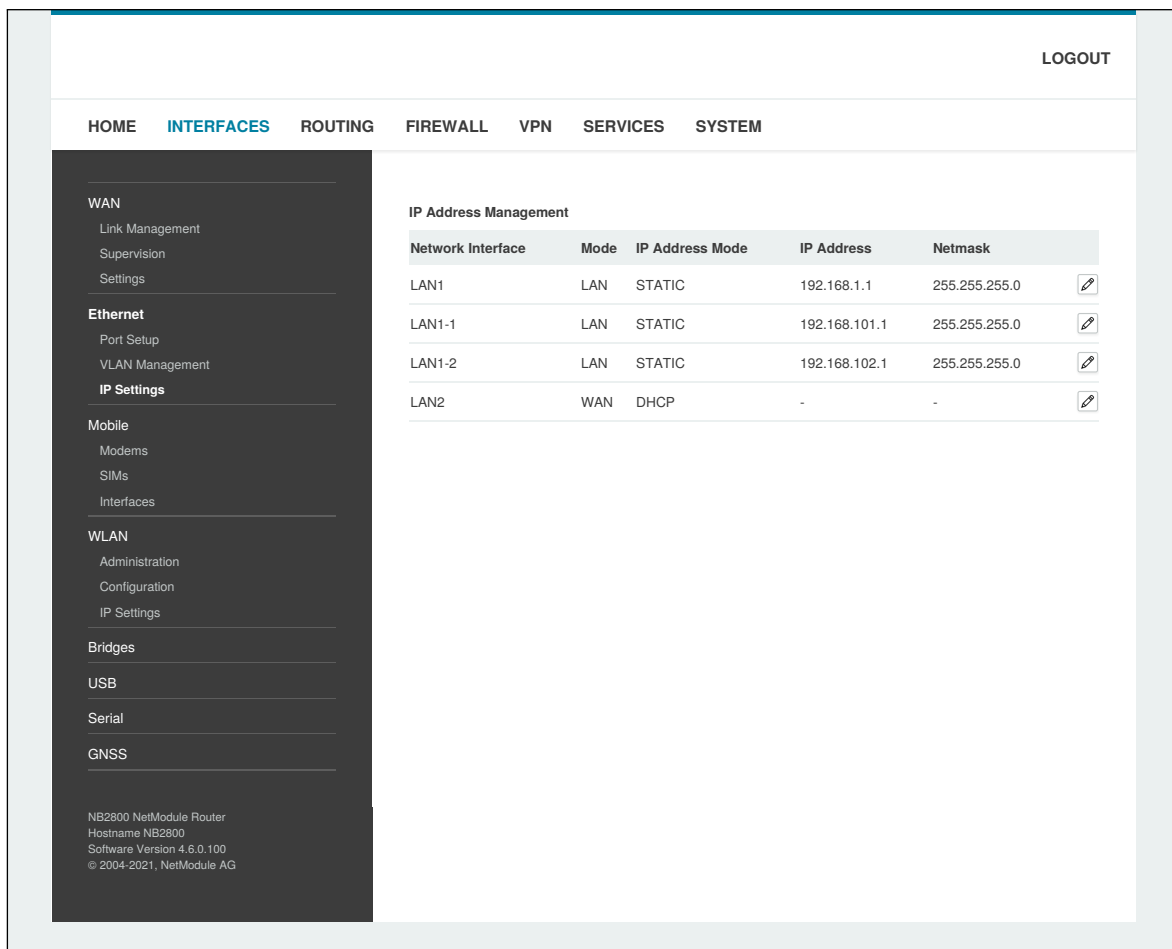 LOGOUT
HOME INTERFACES ROUTING FIREWALL VPN SERVICES SYSTEM
WAN
Link Management
Supervision
Settings
Ethernet
Port Setup
VLAN Management
IP Settings
Mobile
Modems
SIMs
Interfaces
WLAN
Administration
Configuration
IP Settings
Bridges
USB
Serial
GNSS
NB2800 NetModule Router
Hostname NB2800
Software Version 4.6.0.100
© 2004-2021, NetModule AG
IP Address Management
Network Interface Mode IP Address Mode IP Address Netmask
LAN1 LAN STATIC 192.168.1.1 255.255.255.0
LAN1-1 LAN STATIC 192.168.101.1 255.255.255.0
LAN1-2 LAN STATIC 192.168.102.1 255.255.255.0
LAN2 WAN DHCP - -